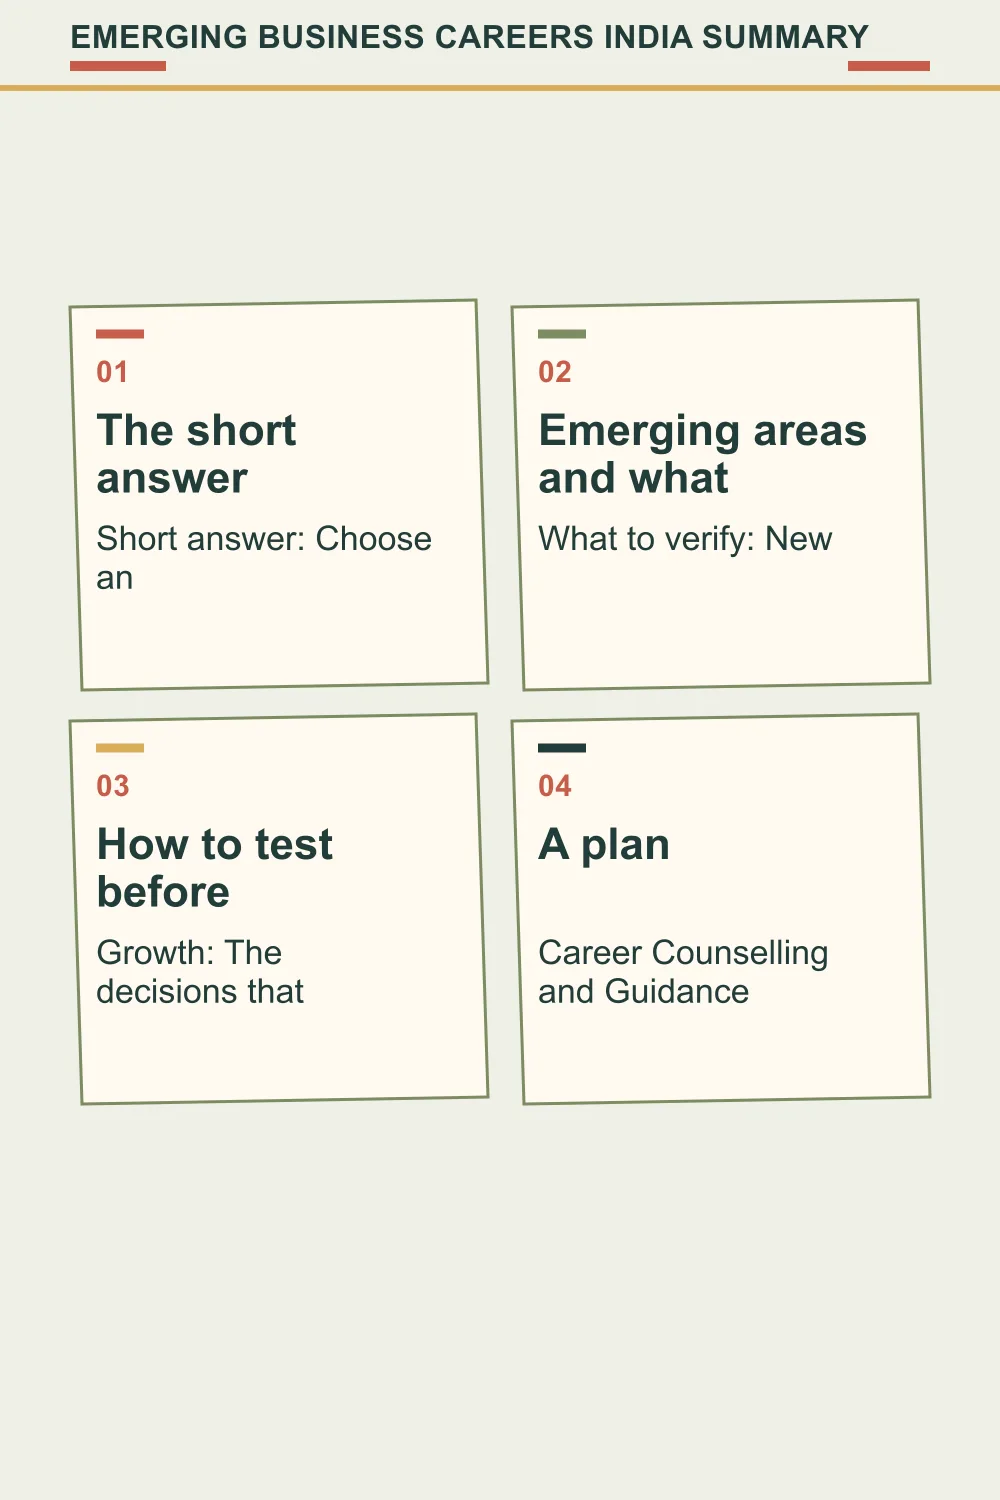 EMERGING BUSINESS CAREERS INDIA SUMMARY
01
The short
answer
Short answer: Choose
an
02
Emerging areas
and what
What to verify: New
03
How to test
before
Growth: The
decisions that
04
A plan
Career Counselling
and Guidance